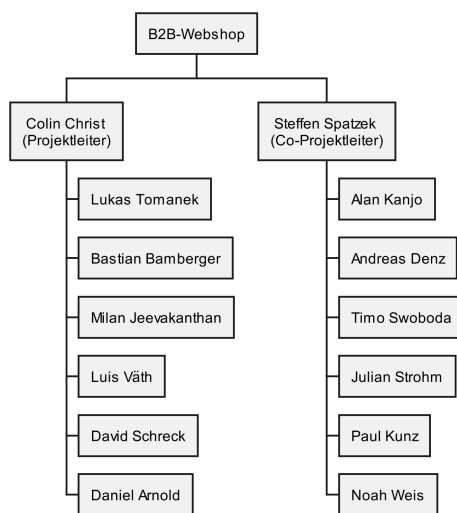 B2B-Webshop
Colin Christ
(Projektleiter)
Lukas Tomanek
Bastian Bamberger
Milan Jeevakanthan
Luis Väth
David Schreck
Daniel Arnold
Steffen Spatzek
(Co-Projektleiter)
Alan Kanjo
Andreas Denz
Timo Swoboda
Julian Strohm
Paul Kunz
Noah Weis